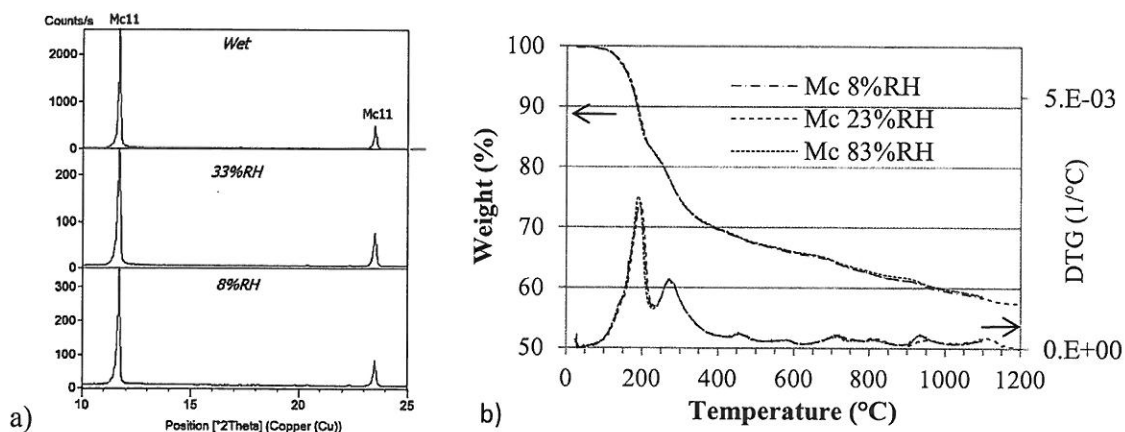 Counts/s
Mc11
Wet
2000
1000
0
Mc11
33%RH
200
100
0
8%RH
300
200
100
0
10
15
20
25
Position [°2Theta] (Copper (Cu))
a)
100
90
80
70
60
50
Weight (%)
Mc 8%RH
Mc 23%RH
Mc 83%RH
5.E-03
0.E+00
DTG (1/°C)
0 200 400 600 800 1000 1200
Temperature (°C)
b)